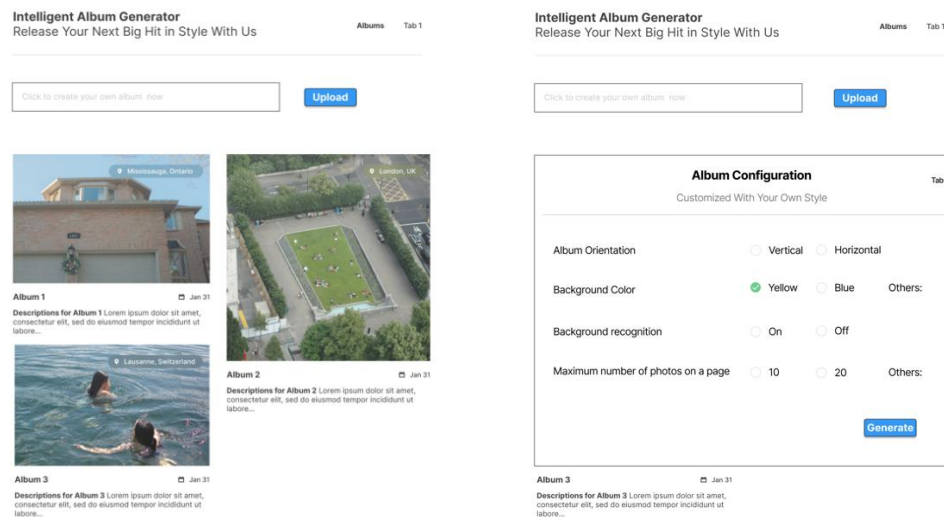 Intelligent Album Generator
Release Your Next Big Hit in Style With Us
Albums Tab 1
Click to create your own album now
Upload
Mississauga, Ontario
Album 1 Jan 31
Descriptions for Album 1 Lorem ipsum dolor sit amet,
consectetur elit, sed do eiusmod tempor incididunt ut
labore...
London, UK
Album 2 Jan 31
Descriptions for Album 2 Lorem ipsum dolor sit amet,
consectetur elit, sed do eiusmod tempor incididunt ut
labore...
Lausanne, Switzerland
Album 3 Jan 31
Descriptions for Album 3 Lorem ipsum dolor sit amet,
consectetur elit, sed do eiusmod tempor incididunt ut
labore...
Intelligent Album Generator
Release Your Next Big Hit in Style With Us
Albums Tab 1
Click to create your own album now
Upload
Album Configuration
Tab
Customized With Your Own Style
Album Orientation Vertical Horizontal
Background Color Yellow Blue Others:
Background recognition On Off
Maximum number of photos on a page 10 20 Others:
Generate
Album 3 Jan 31
Descriptions for Album 3 Lorem ipsum dolor sit amet,
consectetur elit, sed do eiusmod tempor incididunt ut
labore...